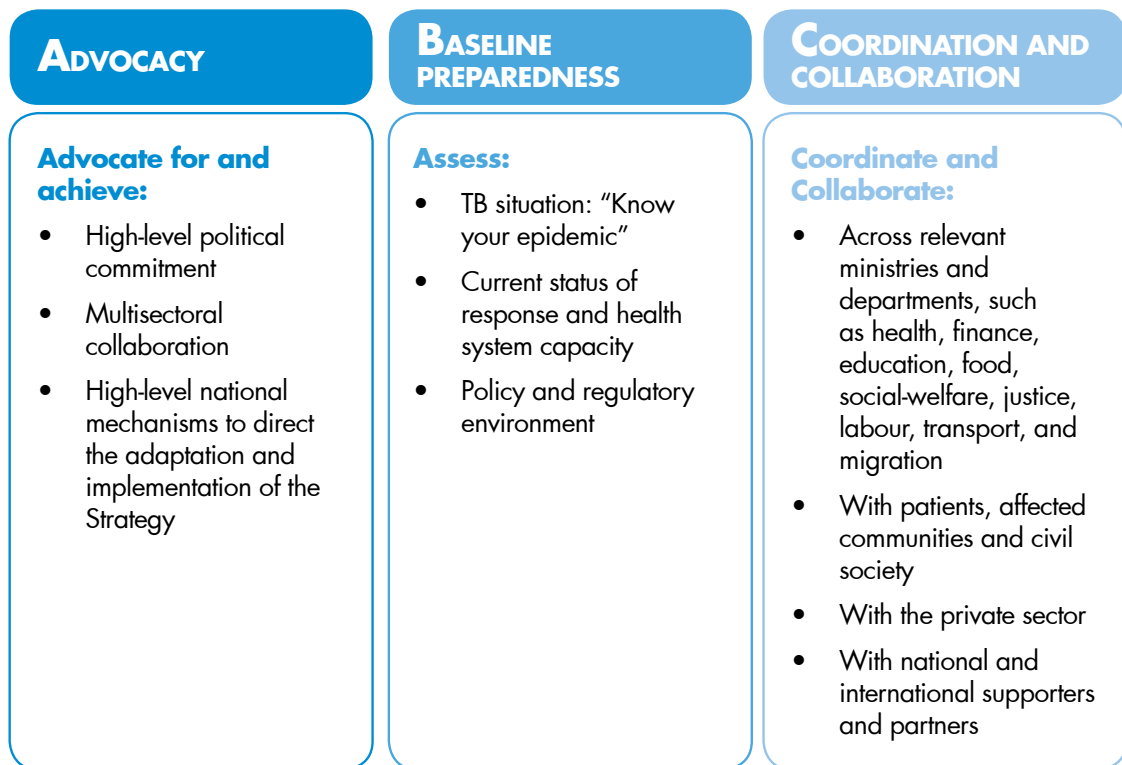 ADVOCACY
Advocate for and
achieve:
• High-level political
commitment
• Multisectoral
collaboration
• High-level national
mechanisms to direct
the adaptation and
implementation of the
Strategy
BASELINE
PREPAREDNESS
Assess:
• TB situation: “Know
your epidemic”
• Current status of
response and health
system capacity
• Policy and regulatory
environment
COORDINATION AND
COLLABORATION
Coordinate and
Collaborate:
• Across relevant
ministries and
departments, such
as health, finance,
education, food,
social-welfare, justice,
labour, transport, and
migration
• With patients, affected
communities and civil
society
• With the private sector
• With national and
international supporters
and partners